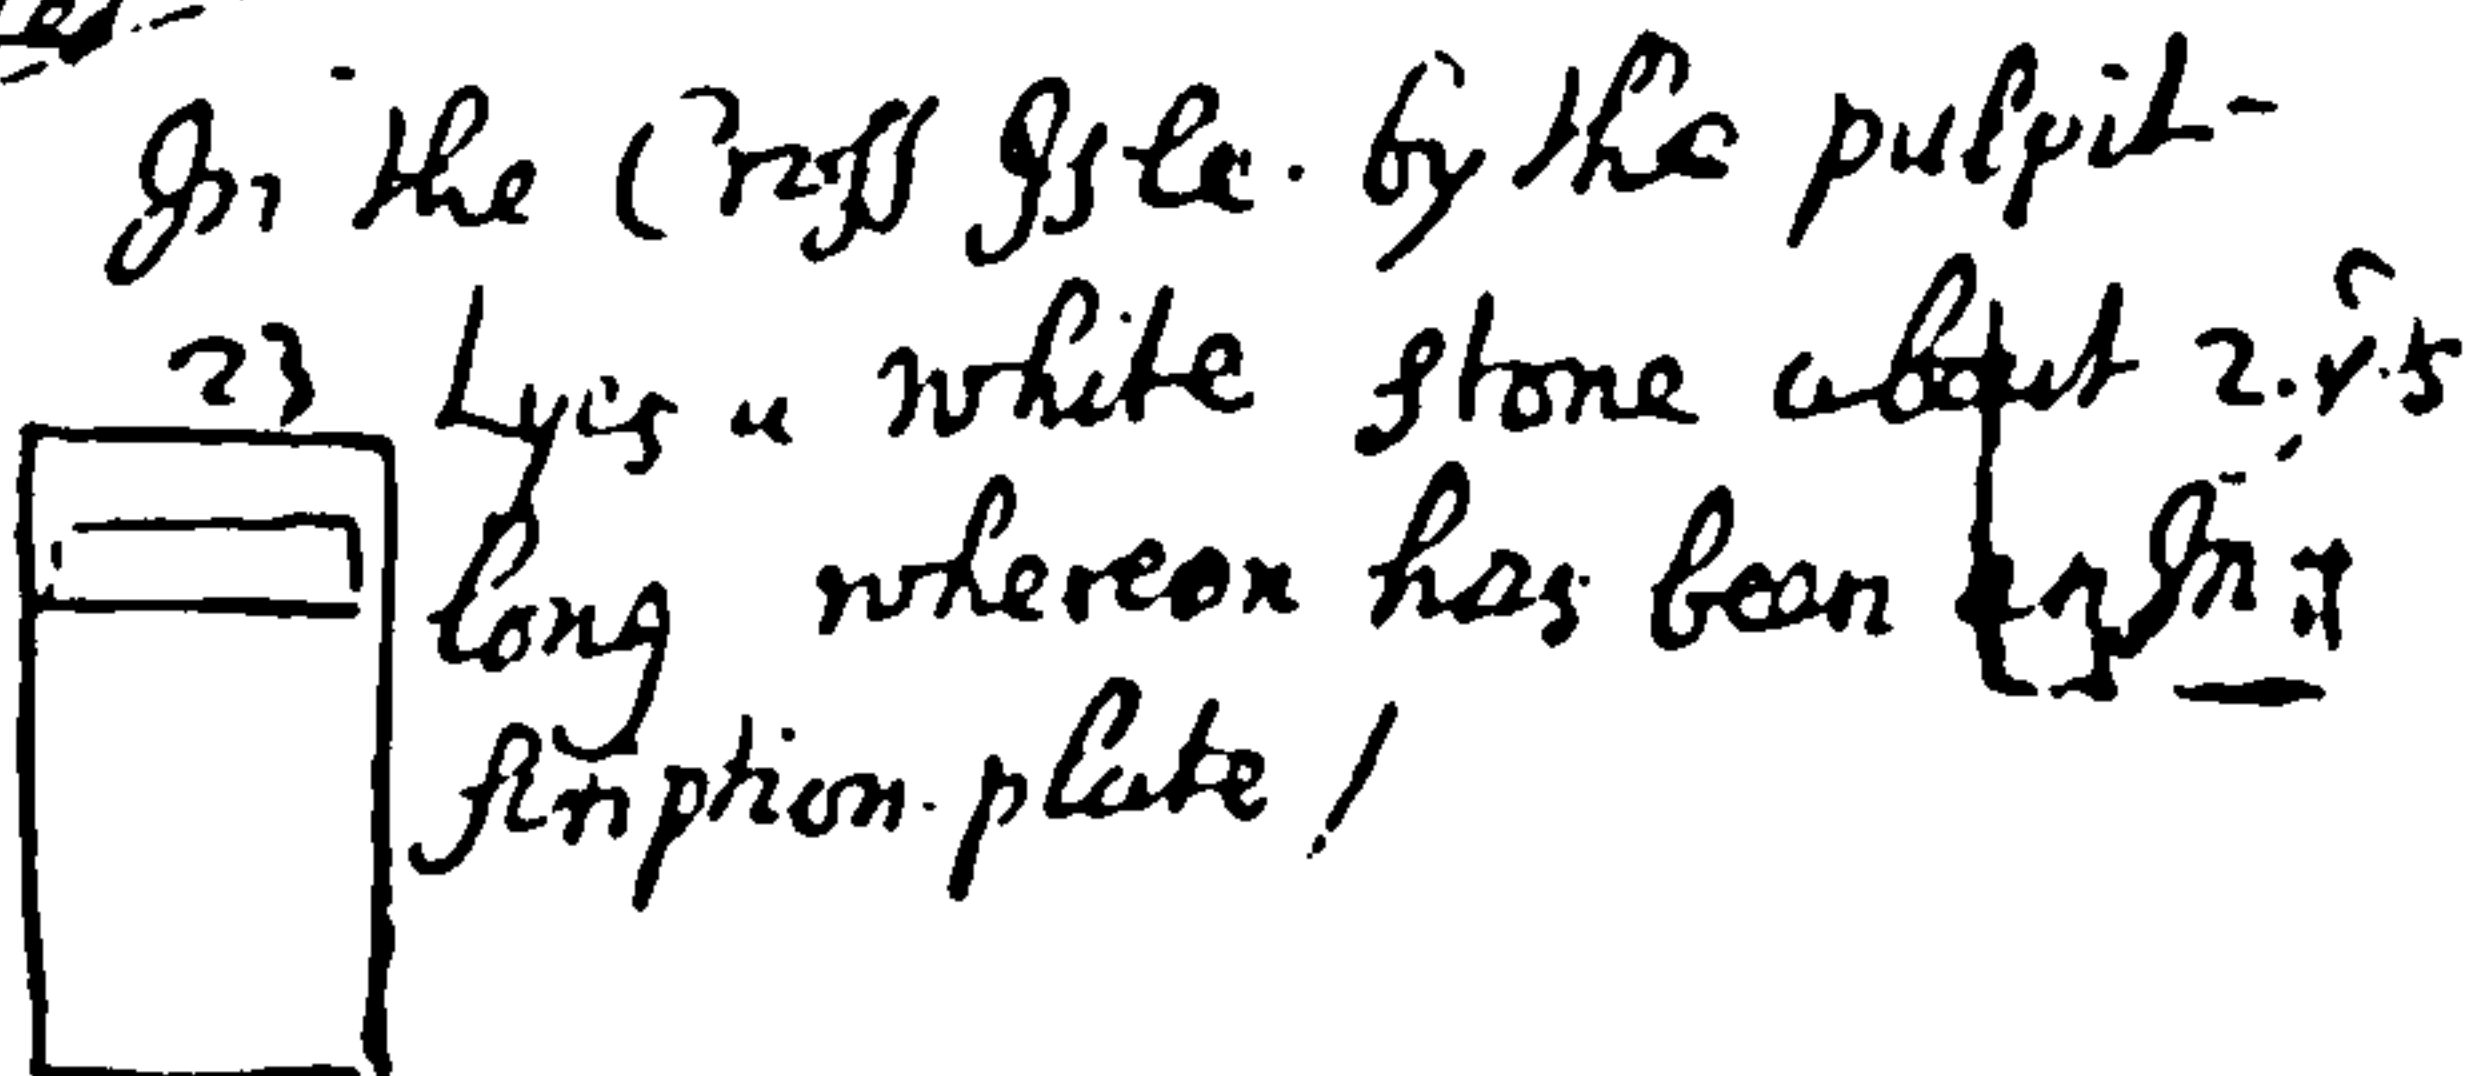 In the Cross Isle. by the pulpit-
23 Lyes a white stone about 2.
long whereon has been an In
scription. plate /